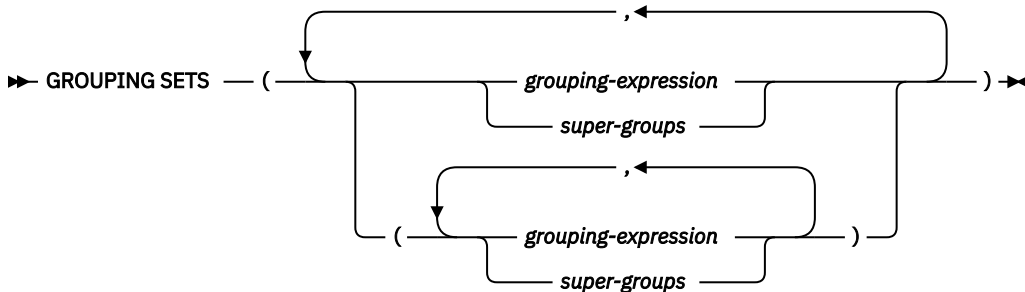 ,
GROUPING SETS ( grouping-expression )
super-groups
,
( grouping-expression )
super-groups